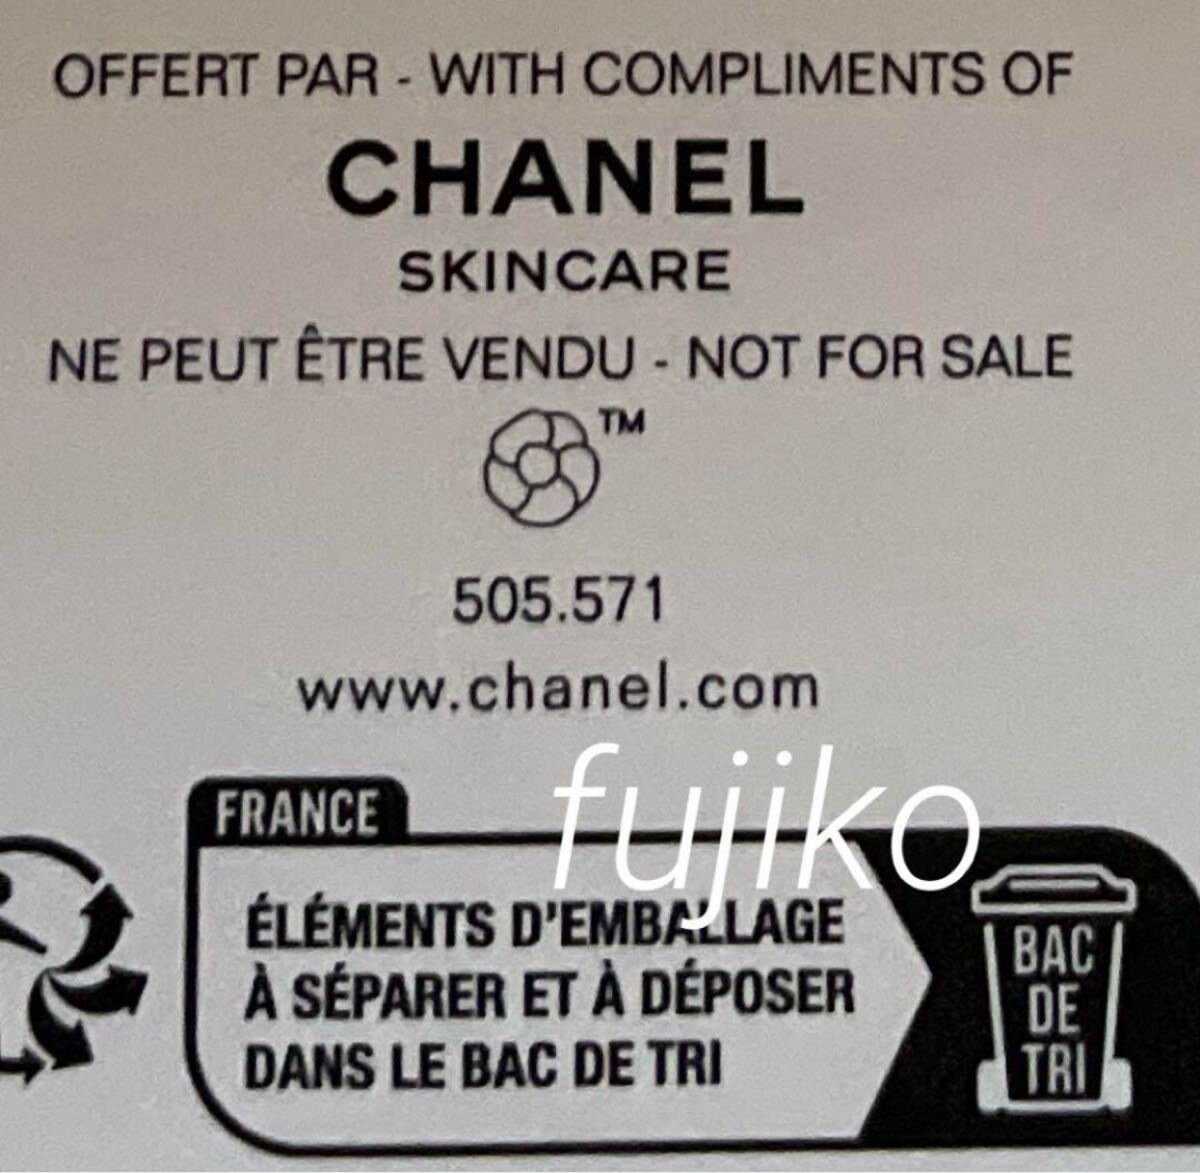 OFFERT PAR - WITH COMPLIMENTS OF
CHANEL
SKINCARE
NE PEUT ÊTRE VENDU - NOT FOR SALE
TM
505.571
www.chanel.com
fujiko
FRANCE
ÉLÉMENTS D'EMBALLAGE
À SÉPARER ET À DÉPOSER
DANS LE BAC DE TRI
BAC
DE
TRI